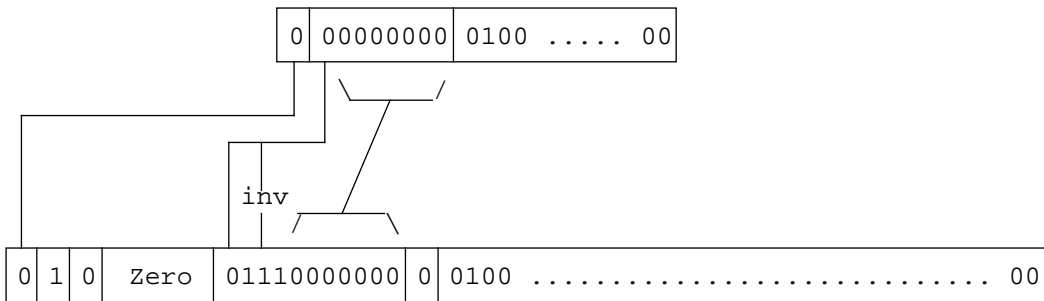 0 00000000 0100 ..... 00
inv
0 1 0 Zero 01110000000 0 0100 .............................. 00